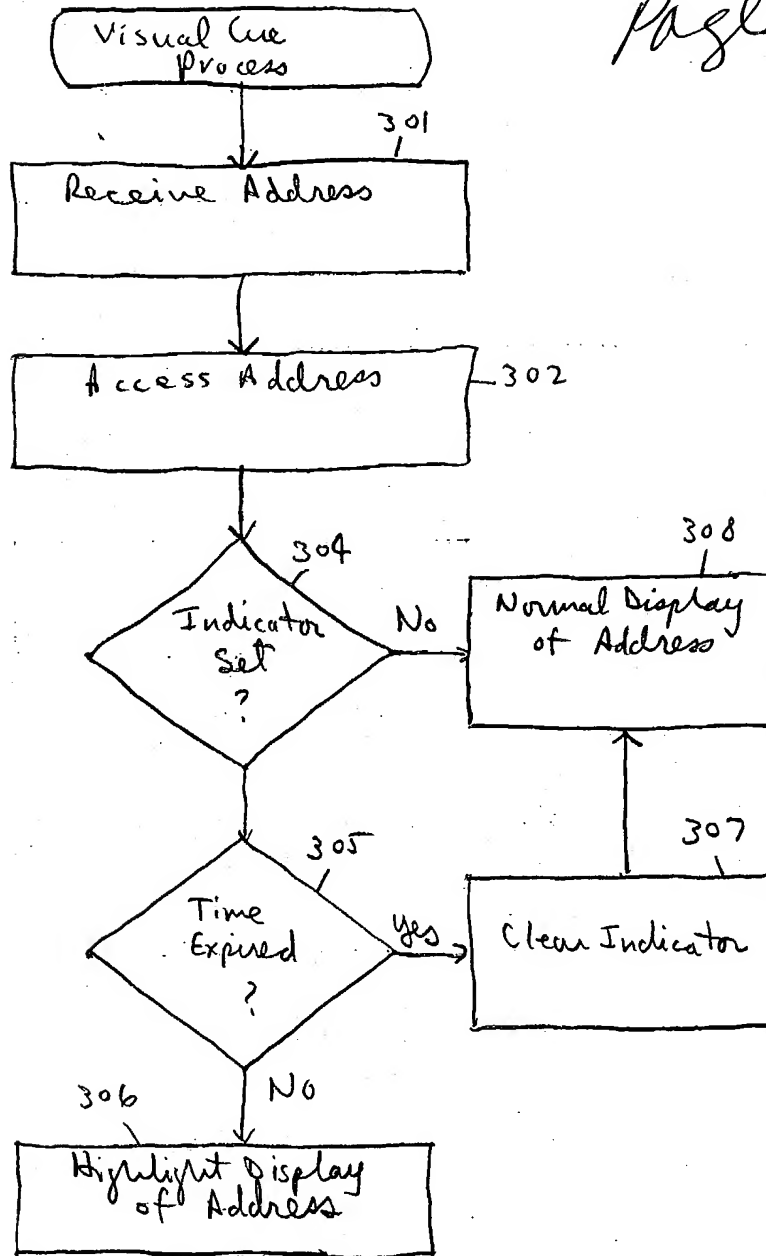 Visual Cue
Process
301
Receive Address
Access Address
302
304
Indicator
Set
?
No
308
Normal Display
of Address
305
Time
Expired
?
Yes
307
Clear Indicator
No
306
Highlight Display
of Address